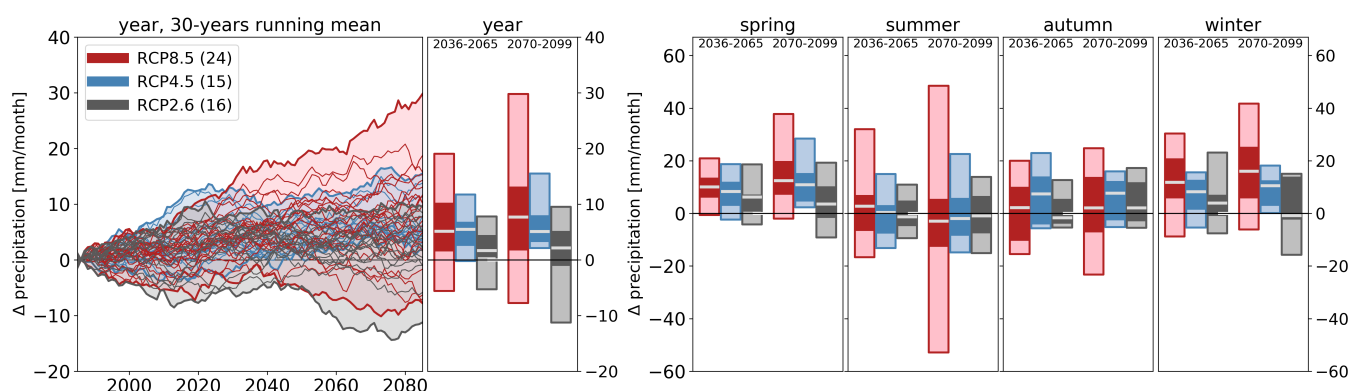 year, 30-years running mean
Δ precipitation [mm/month]
40
30
20
10
0
−10
−20
RCP8.5 (24)
RCP4.5 (15)
RCP2.6 (16)
2000 2020 2040 2060 2080
year
2036-2065 2070-2099
40
30
20
10
0
−10
−20
Δ precipitation [mm/month]
60
40
20
0
−20
−40
−60
spring
2036-2065 2070-2099
summer
2036-2065 2070-2099
autumn
2036-2065 2070-2099
winter
2036-2065 2070-2099
60
40
20
0
−20
−40
−60